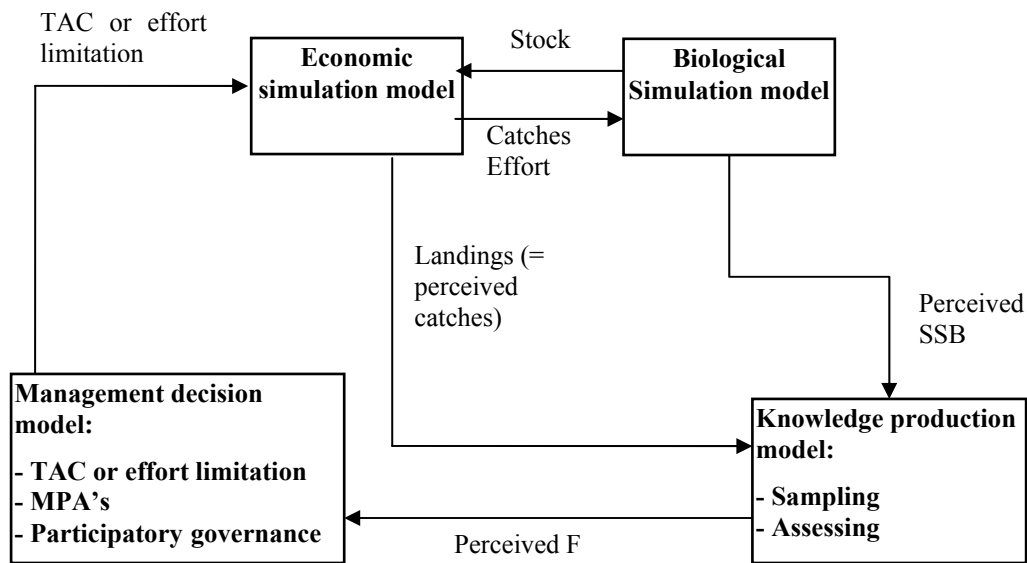 TAC or effort
limitation
Economic
simulation model
Stock
Biological
Simulation model
Catches
Effort
Landings (=
perceived
catches)
Perceived
SSB
Management decision
model:
- TAC or effort limitation
- MPA's
- Participatory governance
Knowledge production
model:
- Sampling
- Assessing
Perceived F